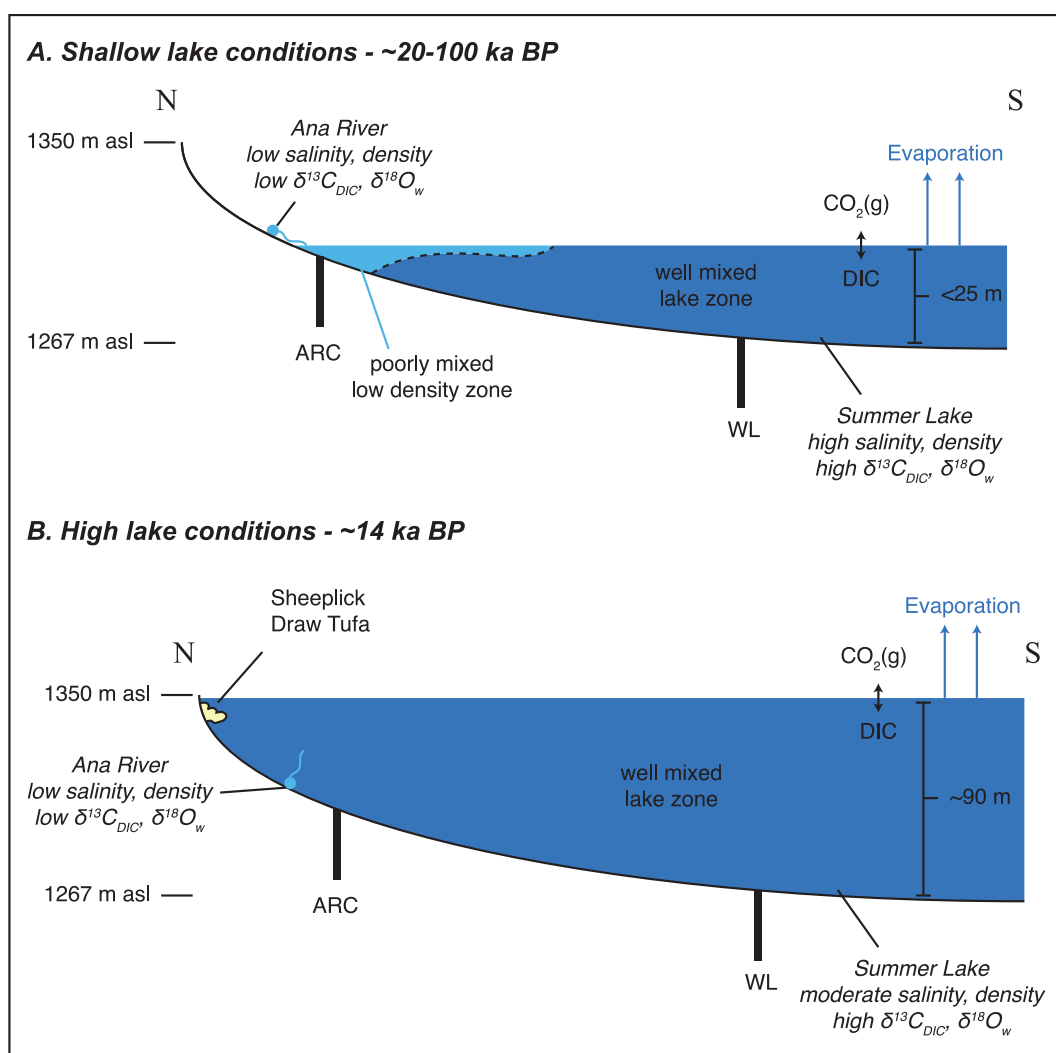 A. Shallow lake conditions - ~20-100 ka BP
N
S
1350 m asl
Ana River
low salinity, density
low δ13CDIC, δ18Ow
Evaporation
CO2(g)
DIC
well mixed
lake zone
<25 m
1267 m asl
ARC
poorly mixed
low density zone
WL
Summer Lake
high salinity, density
high δ13CDIC, δ18Ow
B. High lake conditions - ~14 ka BP
Sheeplick
Draw Tufa
N
S
Evaporation
CO2(g)
1350 m asl
DIC
Ana River
low salinity, density
low δ13CDIC, δ18Ow
well mixed
lake zone
~90 m
1267 m asl
ARC
WL
Summer Lake
moderate salinity, density
high δ13CDIC, δ18Ow